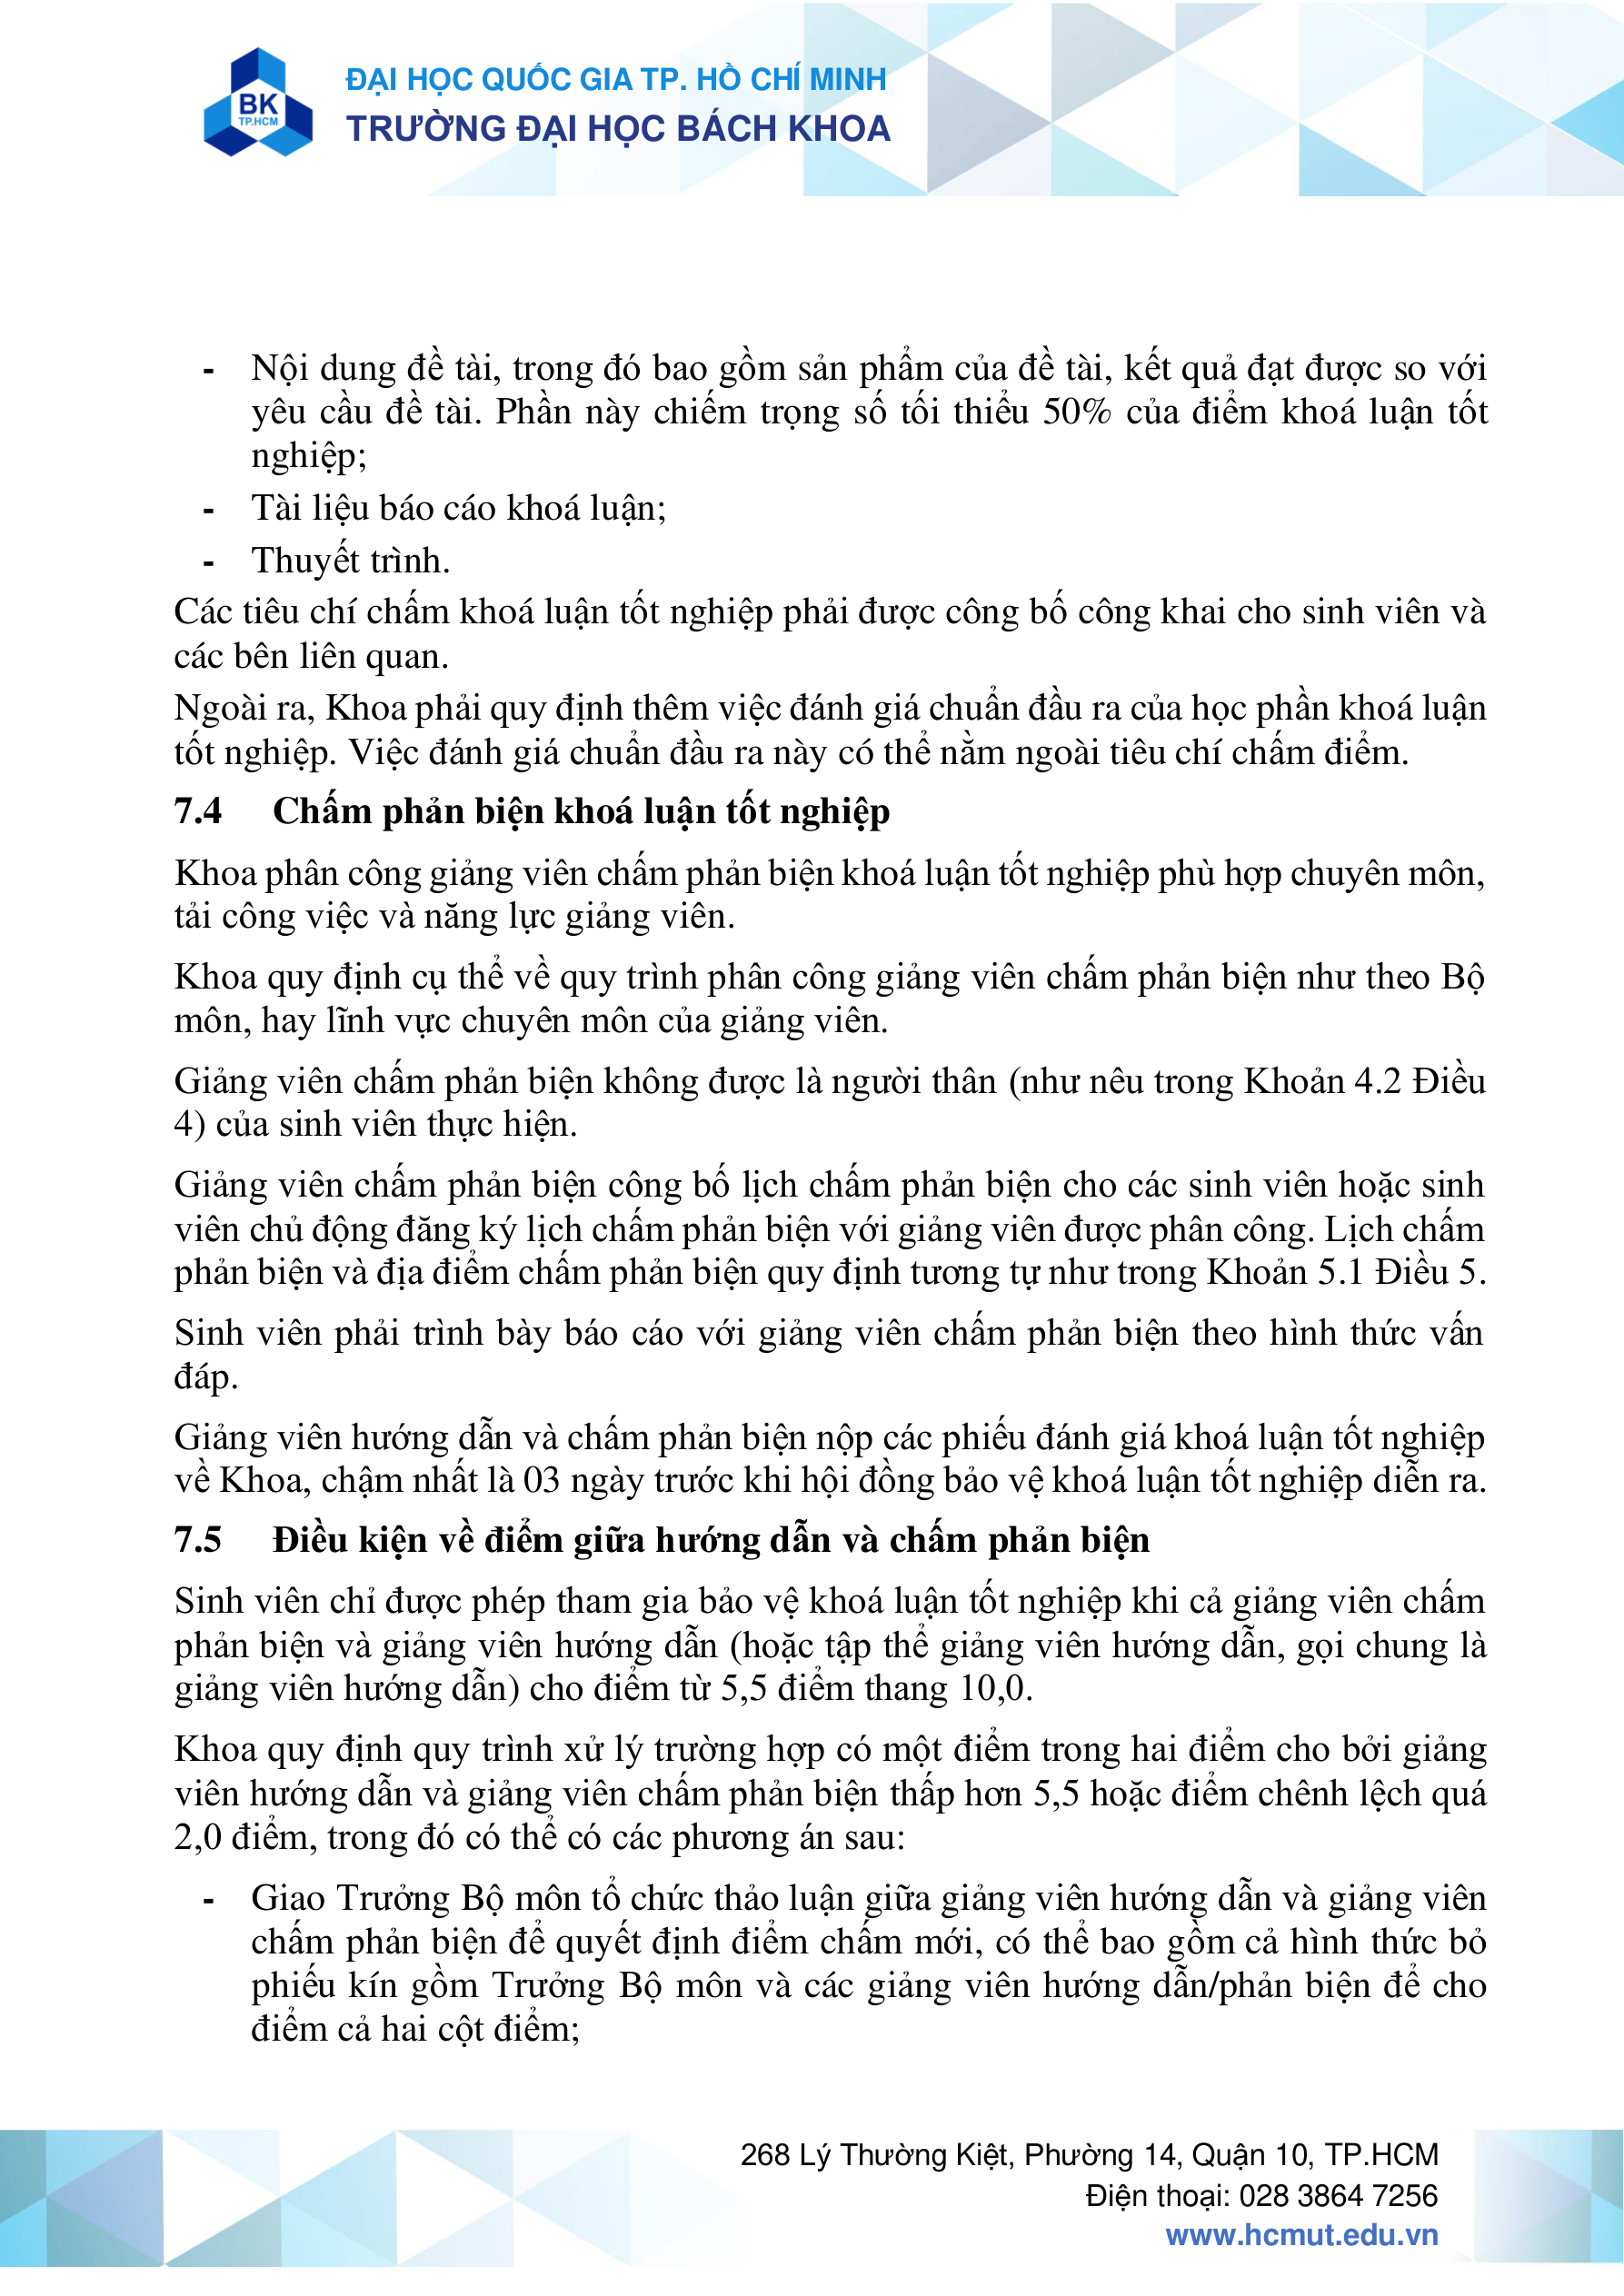 BK
TP.HCM
ĐẠI HỌC QUỐC GIA TP. HỒ CHÍ MINH
TRƯỜNG ĐẠI HỌC BÁCH KHOA
- Nội dung đề tài, trong đó bao gồm sản phẩm của đề tài, kết quả đạt được so với
yêu cầu đề tài. Phần này chiếm trọng số tối thiểu 50% của điểm khoá luận tốt
nghiệp;
- Tài liệu báo cáo khoá luận;
- Thuyết trình.
Các tiêu chí chấm khoá luận tốt nghiệp phải được công bố công khai cho sinh viên và
các bên liên quan.
Ngoài ra, Khoa phải quy định thêm việc đánh giá chuẩn đầu ra của học phần khoá luận
tốt nghiệp. Việc đánh giá chuẩn đầu ra này có thể nằm ngoài tiêu chí chấm điểm.
7.4 Chấm phản biện khoá luận tốt nghiệp
Khoa phân công giảng viên chấm phản biện khoá luận tốt nghiệp phù hợp chuyên môn,
tải công việc và năng lực giảng viên.
Khoa quy định cụ thể về quy trình phân công giảng viên chấm phản biện như theo Bộ
môn, hay lĩnh vực chuyên môn của giảng viên.
Giảng viên chấm phản biện không được là người thân (như nêu trong Khoản 4.2 Điều
4) của sinh viên thực hiện.
Giảng viên chấm phản biện công bố lịch chấm phản biện cho các sinh viên hoặc sinh
viên chủ động đăng ký lịch chấm phản biện với giảng viên được phân công. Lịch chấm
phản biện và địa điểm chấm phản biện quy định tương tự như trong Khoản 5.1 Điều 5.
Sinh viên phải trình bày báo cáo với giảng viên chấm phản biện theo hình thức vấn
đáp.
Giảng viên hướng dẫn và chấm phản biện nộp các phiếu đánh giá khoá luận tốt nghiệp
về Khoa, chậm nhất là 03 ngày trước khi hội đồng bảo vệ khoá luận tốt nghiệp diễn ra.
7.5 Điều kiện về điểm giữa hướng dẫn và chấm phản biện
Sinh viên chỉ được phép tham gia bảo vệ khoá luận tốt nghiệp khi cả giảng viên chấm
phản biện và giảng viên hướng dẫn (hoặc tập thể giảng viên hướng dẫn, gọi chung là
giảng viên hướng dẫn) cho điểm từ 5,5 điểm thang 10,0.
Khoa quy định quy trình xử lý trường hợp có một điểm trong hai điểm cho bởi giảng
viên hướng dẫn và giảng viên chấm phản biện thấp hơn 5,5 hoặc điểm chênh lệch quá
2,0 điểm, trong đó có thể có các phương án sau:
- Giao Trưởng Bộ môn tổ chức thảo luận giữa giảng viên hướng dẫn và giảng viên
chấm phản biện để quyết định điểm chấm mới, có thể bao gồm cả hình thức bỏ
phiếu kín gồm Trưởng Bộ môn và các giảng viên hướng dẫn/phản biện để cho
điểm cả hai cột điểm;
268 Lý Thường Kiệt, Phường 14, Quận 10, TP.HCM
Điện thoại: 028 3864 7256
www.hcmut.edu.vn